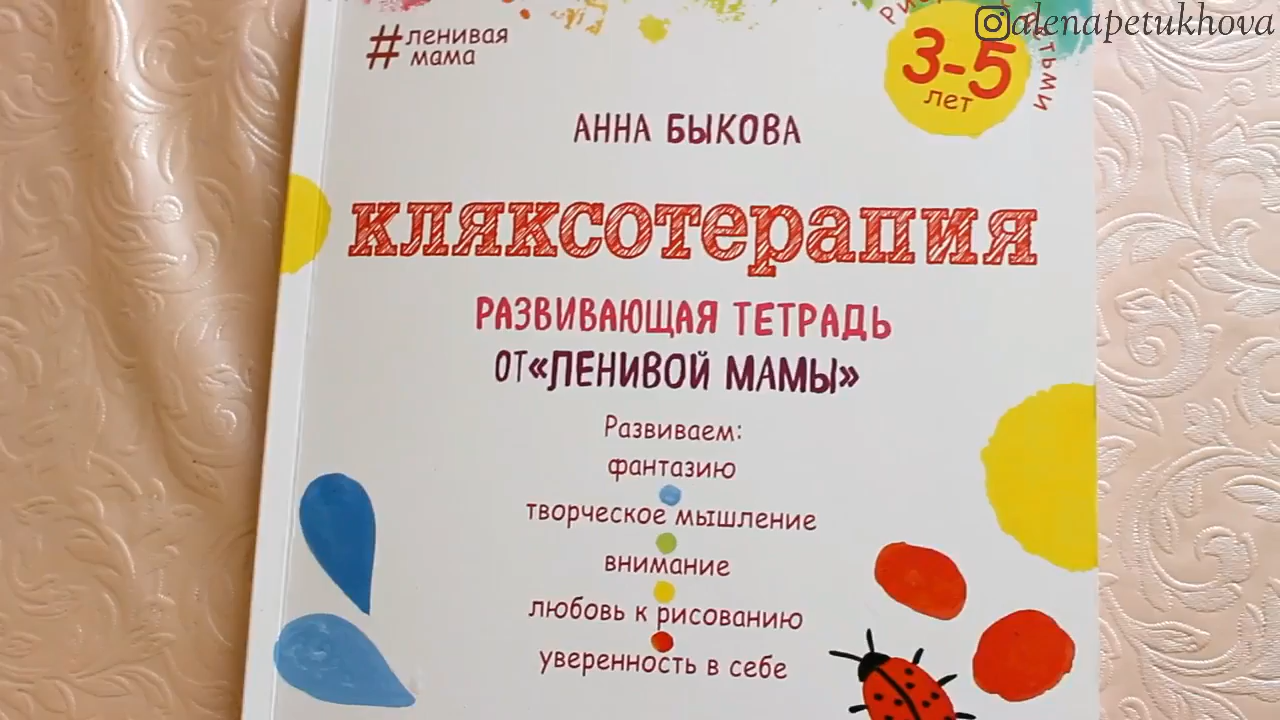 alenapetukhova
#ленивая
мама
3-5
лет
АННА БЫКОВА
кляксотерапия
РАЗВИВАЮЩАЯ ТЕТРАДЬ
ОТ «ЛЕНИВОЙ МАМЫ»
Развиваем:
фантазию
творческое мышление
внимание
любовь к рисованию
уверенность в себе